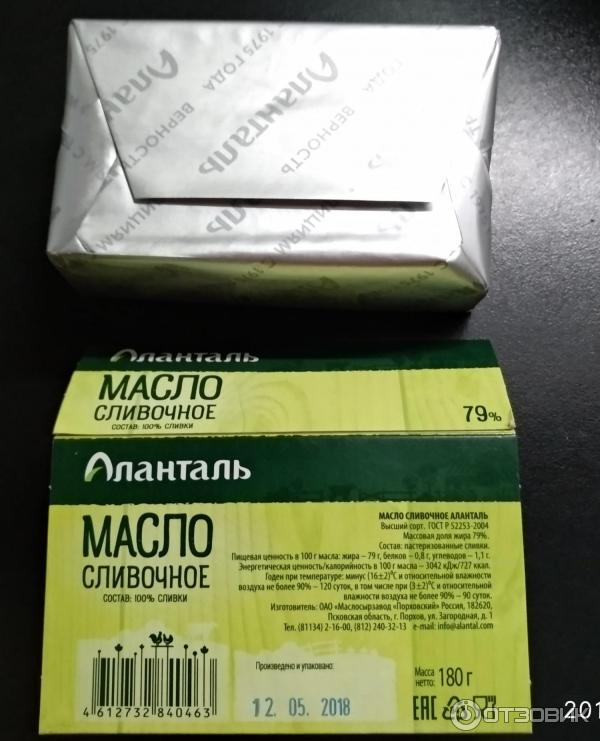 С 1975 ГОДА
Аланталь
ВЕРНОСТЬ
Аланталь
МАСЛО
СЛИВОЧНОЕ
СОСТАВ: 100% СЛИВКИ
79%
Аланталь
МАСЛО
СЛИВОЧНОЕ
СОСТАВ: 100% СЛИВКИ
МАСЛО СЛИВОЧНОЕ АЛАНТАЛЬ
Высший сорт. ГОСТ Р 52253-2004
Массовая доля жира 79%.
Состав: пастеризованные сливки.
Пищевая ценность в 100 г масла: жира – 79 г, белков – 0,8 г, углеводов – 1,1 г.
Энергетическая ценность/калорийность в 100 г масла – 3042 кДж/727 ккал.
Годен при температуре: минус (16±2)⁰С и относительной влажности
воздуха не более 90% – 120 суток, в том числе при (3±2)⁰С и относительной
влажности воздуха не более 90% – 90 суток.
Изготовитель: ОАО «Маслосырзавод «Порховский» Россия, 182620,
Псковская область, г. Порхов, ул. Загородная, д. 1
Тел. (81134) 2-16-00, (812) 240-32-13 e-mail: info@alantal.com
Произведено и упаковано:
12. 05. 2018
Масса
нетто: 180 г
4 612732 840463
EAC
201
ОТЗОВИК